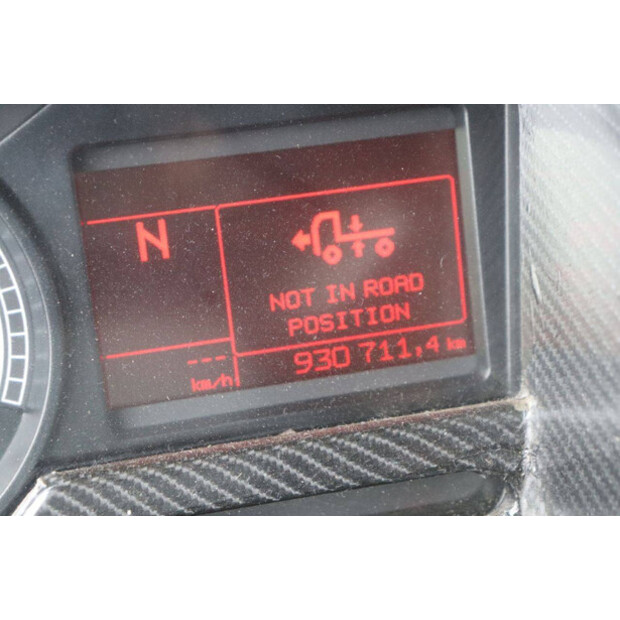 N
NOT IN ROAD
POSITION
---
km/h
930 711.4 km